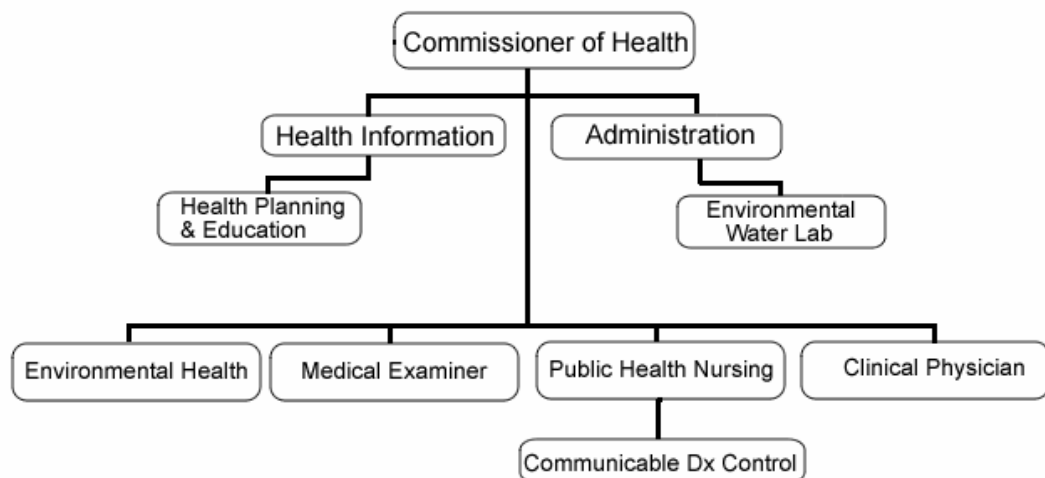 Commissioner of Health
Health Information
Administration
Health Planning
& Education
Environmental
Water Lab
Environmental Health
Medical Examiner
Public Health Nursing
Clinical Physician
Communicable Dx Control